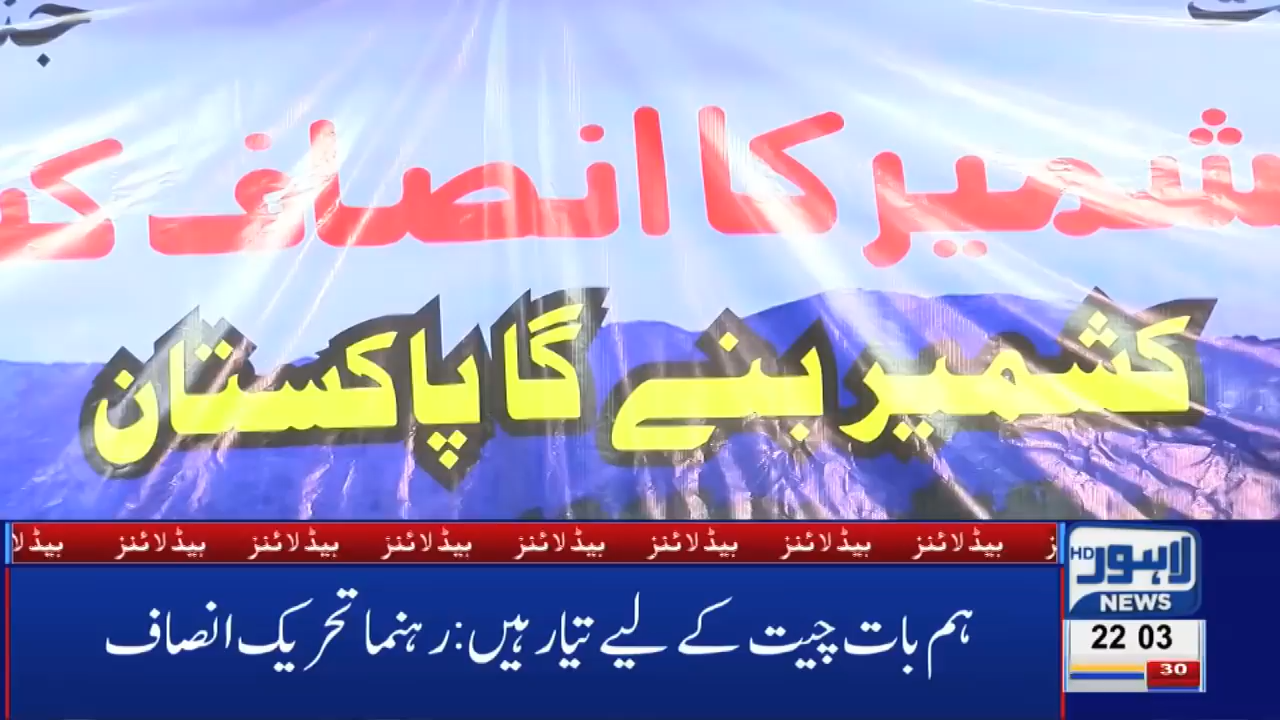 شمیر کا انصاف
کشمیر بنے گا پاکستان
ہیڈلائنز ہیڈلائنز ہیڈلائنز ہیڈلائنز ہیڈلائنز ہیڈلائنز ہیڈلائنز
ہم بات چیت کے لیے تیار ہیں: رہنما تحریک انصاف
لاہور HD
NEWS
22 03
30